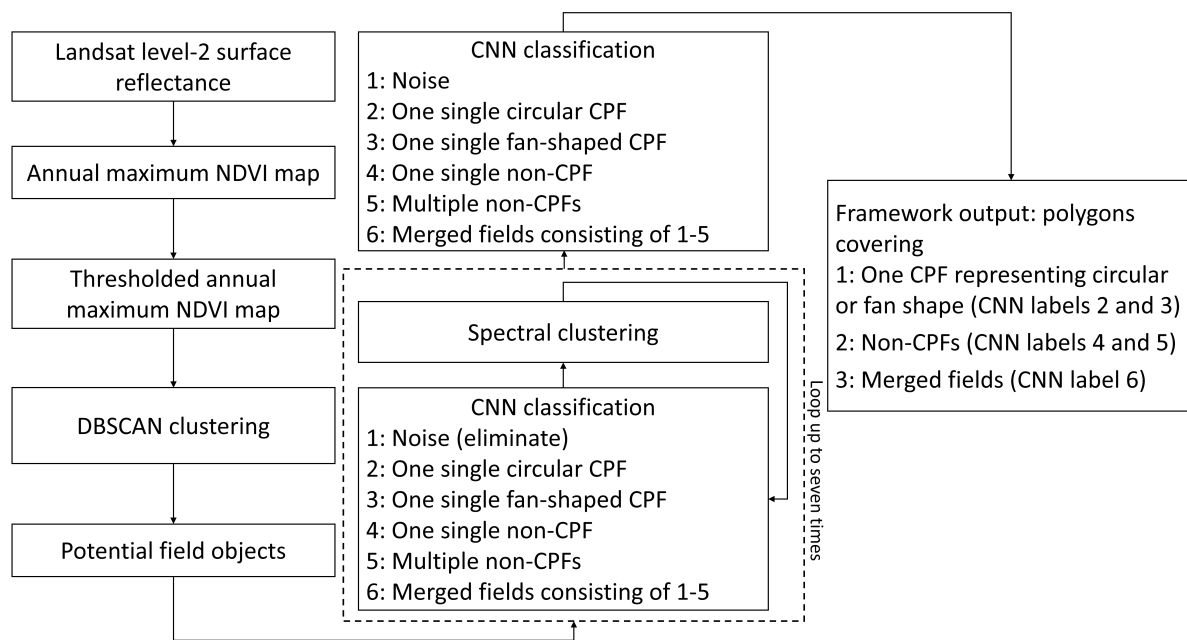 Landsat level-2 surface
reflectance
Annual maximum NDVI map
Thresholded annual
maximum NDVI map
DBSCAN clustering
Potential field objects
CNN classification
1: Noise
2: One single circular CPF
3: One single fan-shaped CPF
4: One single non-CPF
5: Multiple non-CPFs
6: Merged fields consisting of 1-5
Spectral clustering
CNN classification
1: Noise (eliminate)
2: One single circular CPF
3: One single fan-shaped CPF
4: One single non-CPF
5: Multiple non-CPFs
6: Merged fields consisting of 1-5
Loop up to seven times
Framework output: polygons
covering
1: One CPF representing circular
or fan shape (CNN labels 2 and 3)
2: Non-CPFs (CNN labels 4 and 5)
3: Merged fields (CNN label 6)